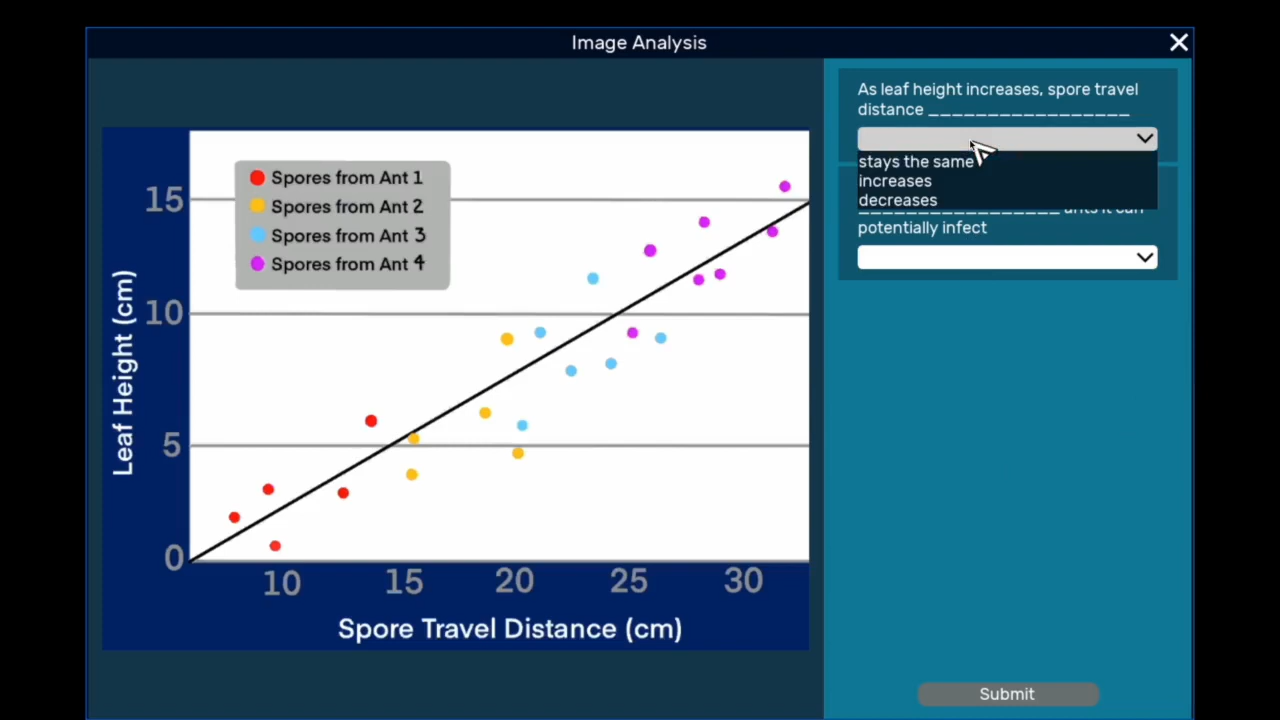 Image Analysis
As leaf height increases, spore travel
distance _________________
stays the same
increases
decreases
_________________ ants it can
potentially infect
Submit
Spores from Ant 1
Spores from Ant 2
Spores from Ant 3
Spores from Ant 4
Leaf Height (cm)
15
10
5
0
10 15 20 25 30
Spore Travel Distance (cm)